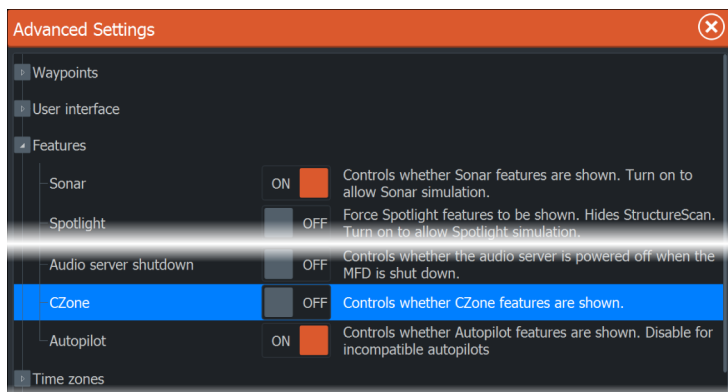 Advanced Settings
Waypoints
User interface
Features
Sonar ON Controls whether Sonar features are shown. Turn on to
allow Sonar simulation.
Spotlight OFF Force Spotlight features to be shown. Hides StructureScan.
Turn on to allow Spotlight simulation.
Audio server shutdown OFF Controls whether the audio server is powered off when the
MFD is shut down.
CZone OFF Controls whether CZone features are shown.
Autopilot ON Controls whether Autopilot features are shown. Disable for
incompatible autopilots
Time zones